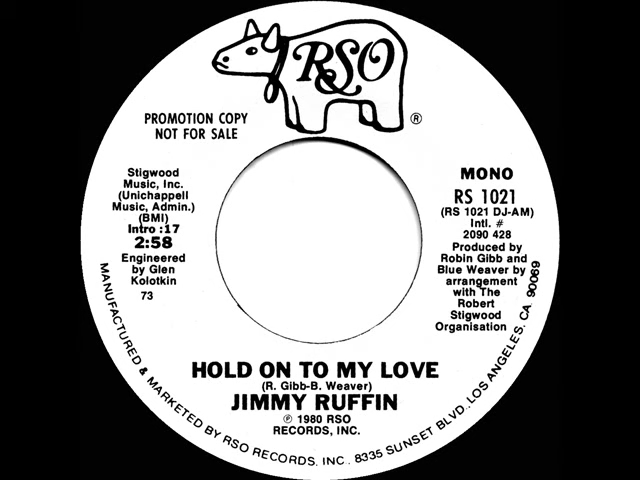 RSO
®
PROMOTION COPY
NOT FOR SALE
Stigwood
Music, Inc.
(Unichappell
Music, Admin.)
(BMI)
Intro :17
2:58
Engineered
by Glen
Kolotkin
73
MONO
RS 1021
(RS 1021 DJ-AM)
Intl. #
2090 428
Produced by
Robin Gibb and
Blue Weaver by
arrangement
with The
Robert
Stigwood
Organisation
HOLD ON TO MY LOVE
(R. Gibb-B. Weaver)
JIMMY RUFFIN
℗ 1980 RSO
RECORDS, INC.
MANUFACTURED & MARKETED BY RSO RECORDS, INC., 8335 SUNSET BLVD., LOS ANGELES, CA. 90069